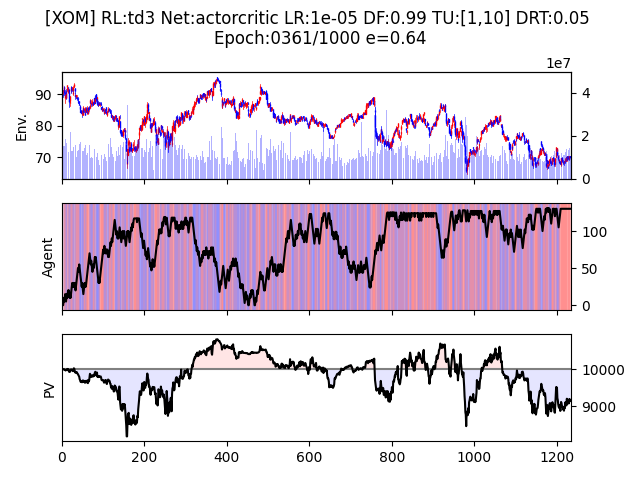 [XOM] RL:td3 Net:actorcritic LR:1e-05 DF:0.99 TU:[1,10] DRT:0.05
Epoch:0361/1000 e=0.64
1e7
Env.
90
80
70
4
2
0
Agent
100
50
0
PV
10000
9000
0 200 400 600 800 1000 1200